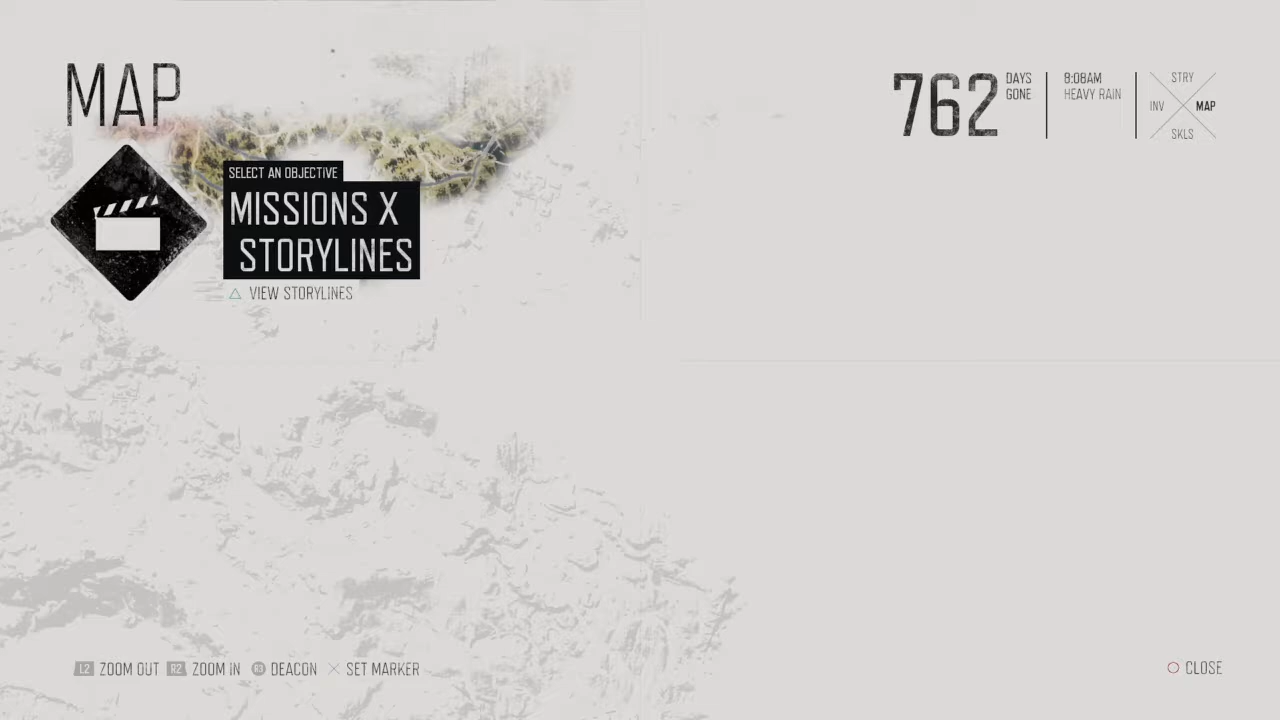 MAP
762
DAYS
GONE
8:08AM
HEAVY RAIN
STRY
INV
MAP
SKLS
SELECT AN OBJECTIVE
MISSIONS X
STORYLINES
VIEW STORYLINES
L2 ZOOM OUT R2 ZOOM IN R3 DEACON SET MARKER
CLOSE